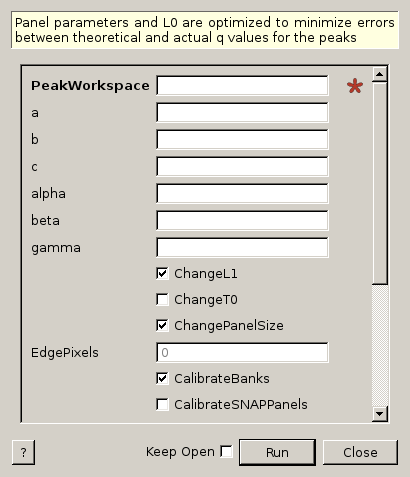 Panel parameters and L0 are optimized to minimize errors
between theoretical and actual q values for the peaks
PeakWorkspace *
a
b
c
alpha
beta
gamma
ChangeL1
ChangeT0
ChangePanelSize
EdgePixels 0
CalibrateBanks
CalibrateSNAPPanels
? Keep Open Run Close